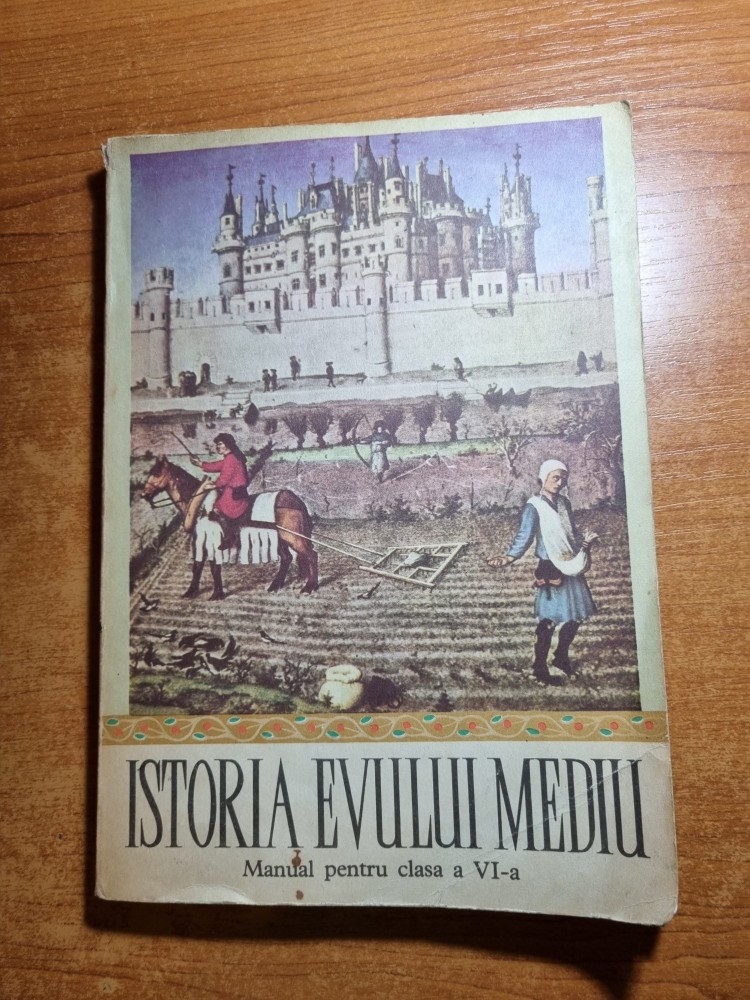 ISTORIA EVULUI MEDIU
Manual pentru clasa a VI-a